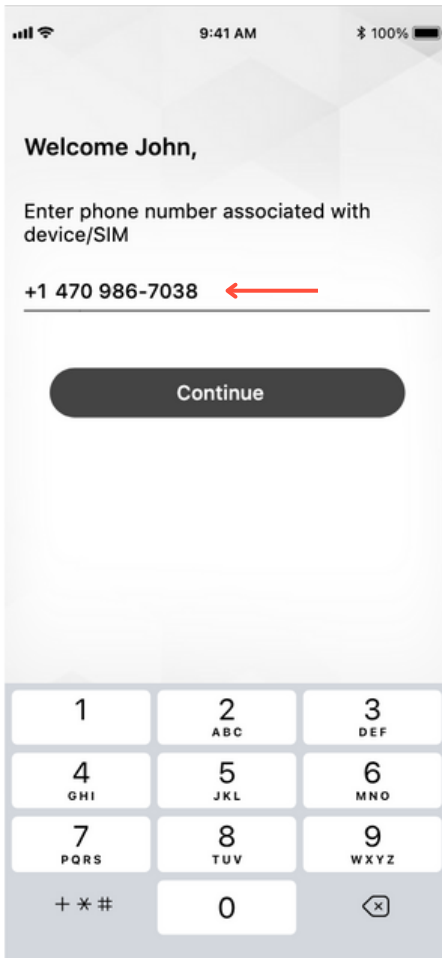 9:41 AM 100%
Welcome John,
Enter phone number associated with
device/SIM
+1 470 986-7038
Continue
1 2 3
ABC DEF
4 5 6
GHI JKL MNO
7 8 9
PQRS TUV WXYZ
+ * # 0